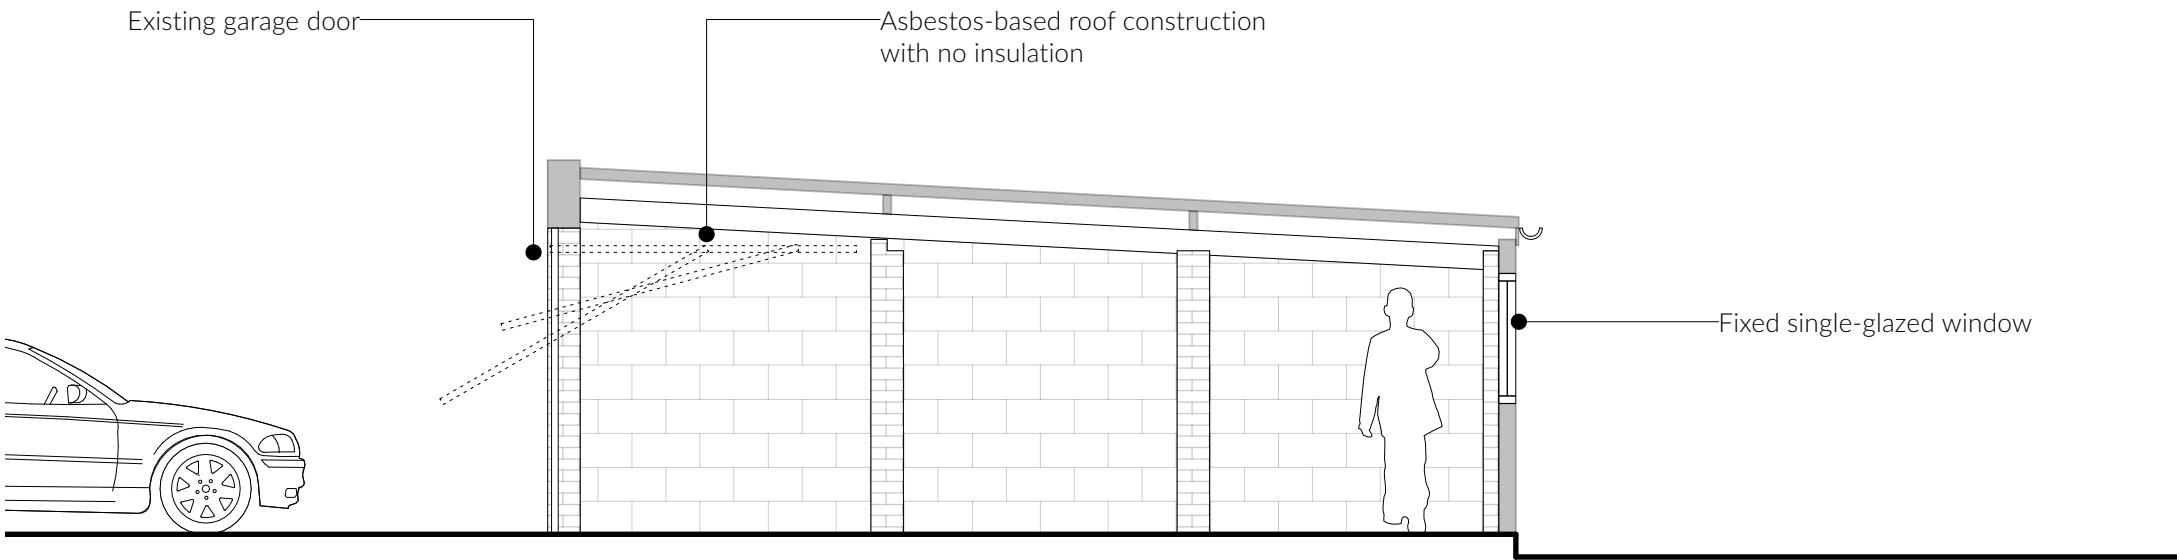 Existing garage door
Asbestos-based roof construction
with no insulation
Fixed single-glazed window